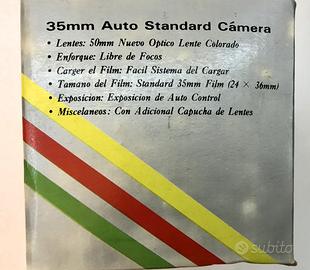 35mm Auto Standard Cámera
• Lentes: 50mm Nuevo Optico Lente Colorado
• Enforque: Libre de Focos
• Carger el Film: Facil Sistema del Cargar
• Tamano del Film: Standard 35mm Film (24 × 36mm)
• Exposicion: Exposicion de Auto Control
• Miscelaneos: Con Adicional Capucha de Lentes
subito